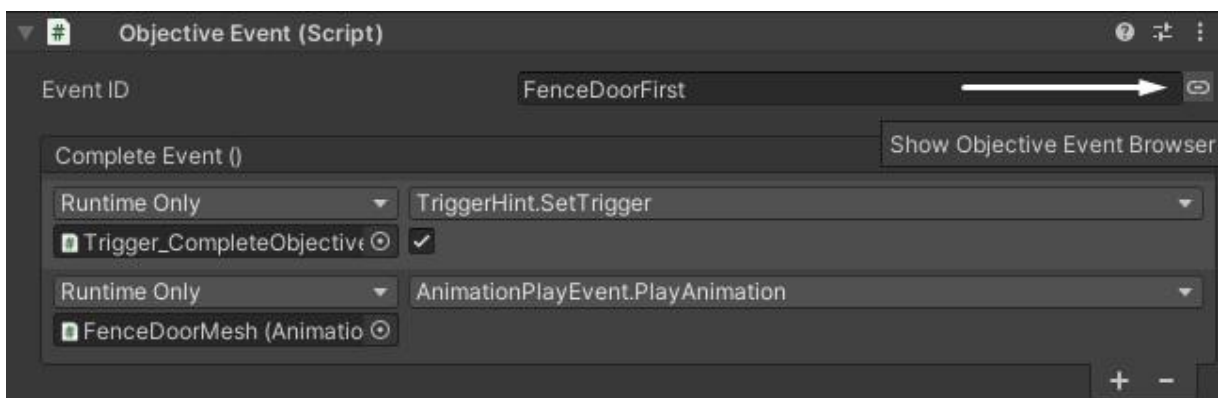 Objective Event (Script)
Event ID FenceDoorFirst
Show Objective Event Browser
Complete Event ()
Runtime Only TriggerHint.SetTrigger
Trigger_CompleteObjective
Runtime Only AnimationPlayEvent.PlayAnimation
FenceDoorMesh (Animatio
+ -